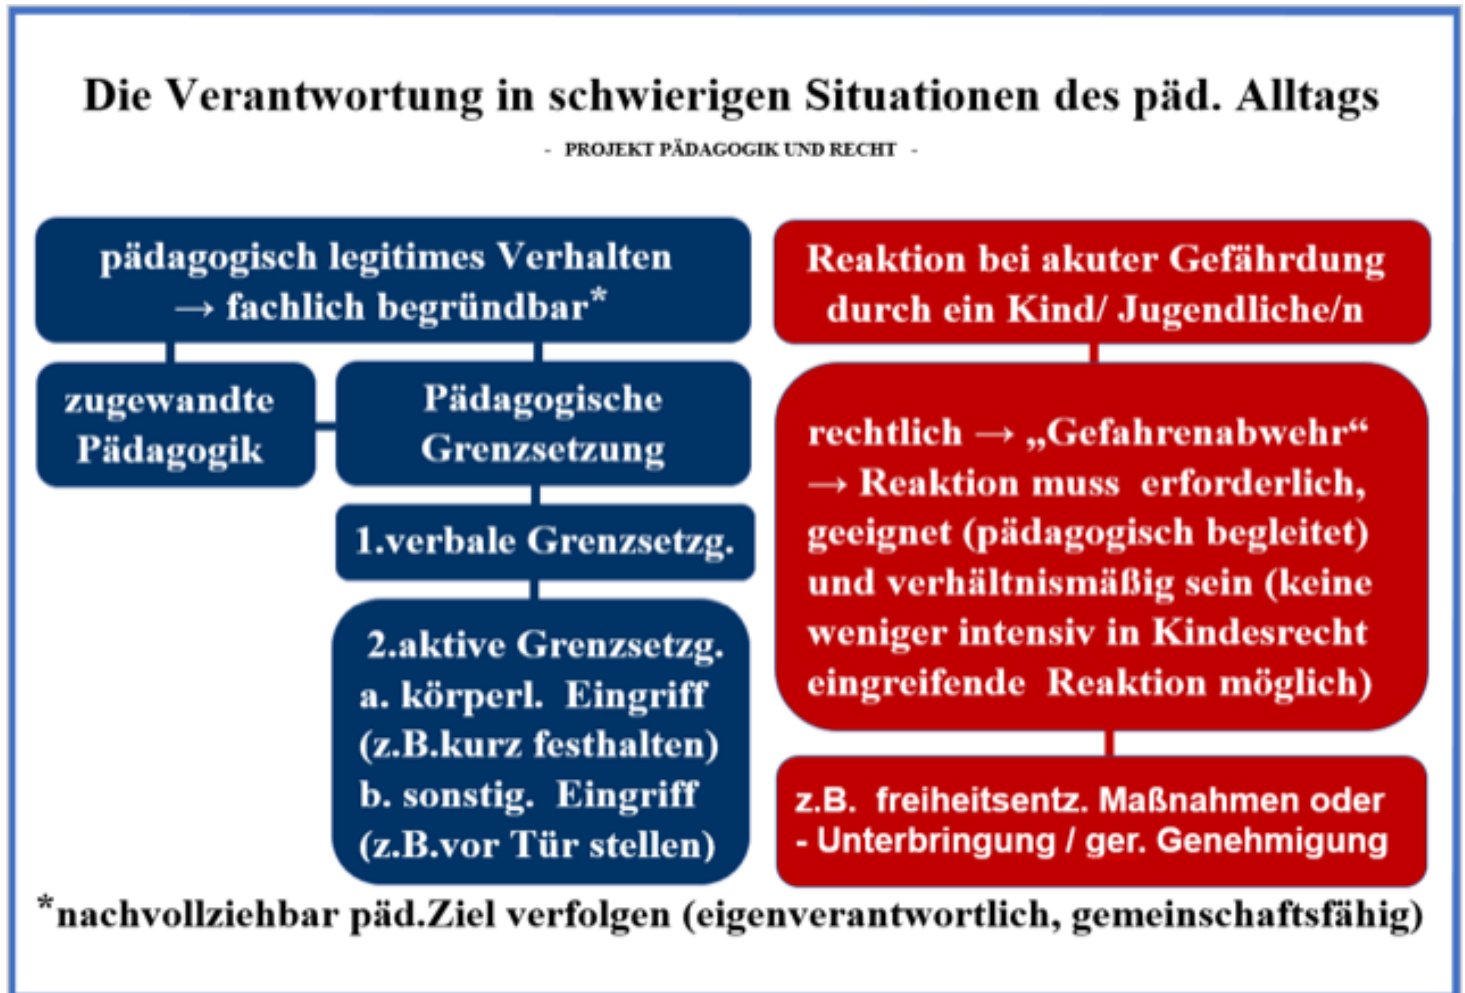 Die Verantwortung in schwierigen Situationen des päd. Alltags
- PROJEKT PÄDAGOGIK UND RECHT -
pädagogisch legitimes Verhalten
→ fachlich begründbar*
zugewandte
Pädagogik
Pädagogische
Grenzsetzung
1.verbale Grenzsetzg.
2.aktive Grenzsetzg.
a. körperl. Eingriff
(z.B.kurz festhalten)
b. sonstig. Eingriff
(z.B.vor Tür stellen)
Reaktion bei akuter Gefährdung
durch ein Kind/ Jugendliche/n
rechtlich → „Gefahrenabwehr“
→ Reaktion muss erforderlich,
geeignet (pädagogisch begleitet)
und verhältnismäßig sein (keine
weniger intensiv in Kindesrecht
eingreifende Reaktion möglich)
z.B. freiheitsentz. Maßnahmen oder
- Unterbringung / ger. Genehmigung
*nachvollziehbar päd.Ziel verfolgen (eigenverantwortlich, gemeinschaftsfähig)